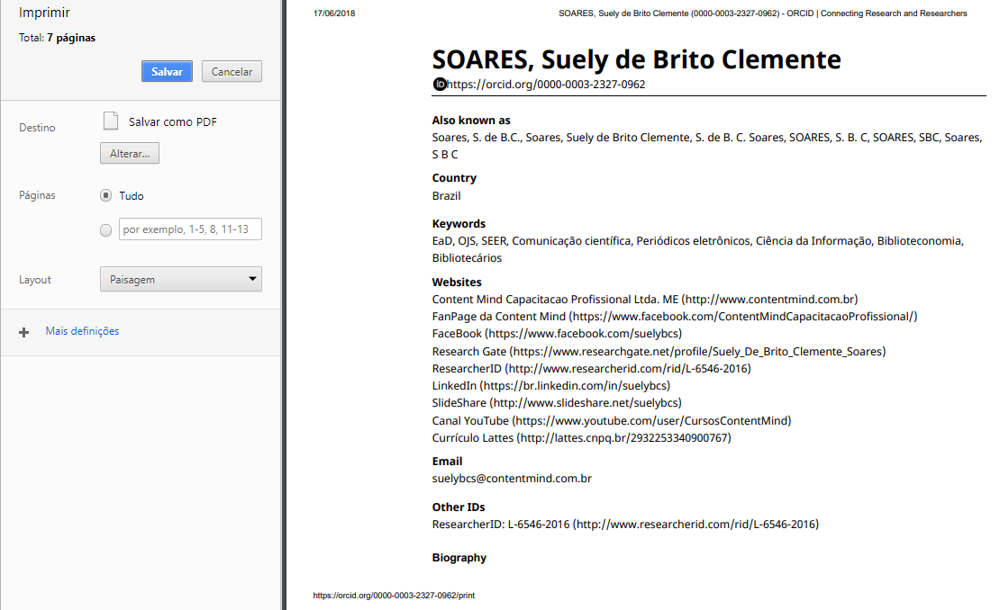 Imprimir
Total: 7 páginas
Salvar
Cancelar
Destino
Salvar como PDF
Alterar...
Páginas
Tudo
por exemplo, 1-5, 8, 11-13
Layout
Paisagem
+ Mais definições
17/06/2018
SOARES, Suely de Brito Clemente (0000-0003-2327-0962) - ORCID | Connecting Research and Researchers
SOARES, Suely de Brito Clemente
iD https://orcid.org/0000-0003-2327-0962
Also known as
Soares, S. de B.C., Soares, Suely de Brito Clemente, S. de B. C. Soares, SOARES, S. B. C, SOARES, SBC, Soares,
S B C
Country
Brazil
Keywords
EaD, OJS, SEER, Comunicação científica, Periódicos eletrônicos, Ciência da Informação, Biblioteconomia,
Bibliotecários
Websites
Content Mind Capacitacao Profissional Ltda. ME (http://www.contentmind.com.br)
FanPage da Content Mind (https://www.facebook.com/ContentMindCapacitacaoProfissional/)
FaceBook (https://www.facebook.com/suelybcs)
Research Gate (https://www.researchgate.net/profile/Suely_De_Brito_Clemente_Soares)
ResearcherID (http://www.researcherid.com/rid/L-6546-2016)
LinkedIn (https://br.linkedin.com/in/suelybcs)
SlideShare (http://www.slideshare.net/suelybcs)
Canal YouTube (https://www.youtube.com/user/CursosContentMind)
Currículo Lattes (http://lattes.cnpq.br/2932253340900767)
Email
suelybcs@contentmind.com.br
Other IDs
ResearcherID: L-6546-2016 (http://www.researcherid.com/rid/L-6546-2016)
Biography
https://orcid.org/0000-0003-2327-0962/print